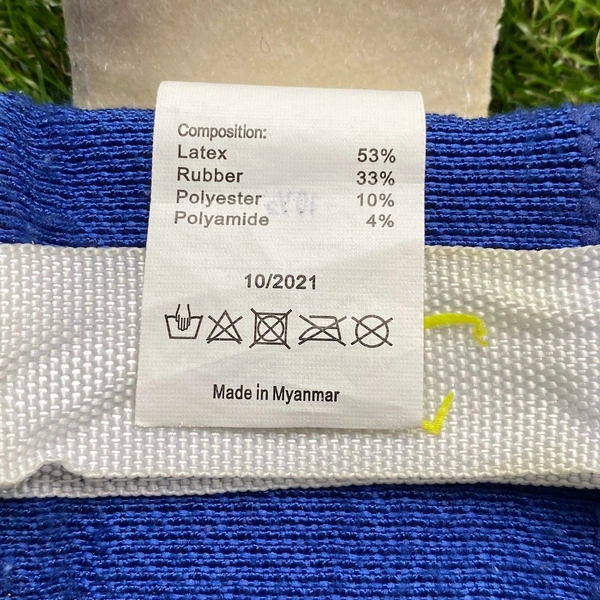 Composition:
Latex 53%
Rubber 33%
Polyester 10%
Polyamide 4%
10/2021
Made in Myanmar